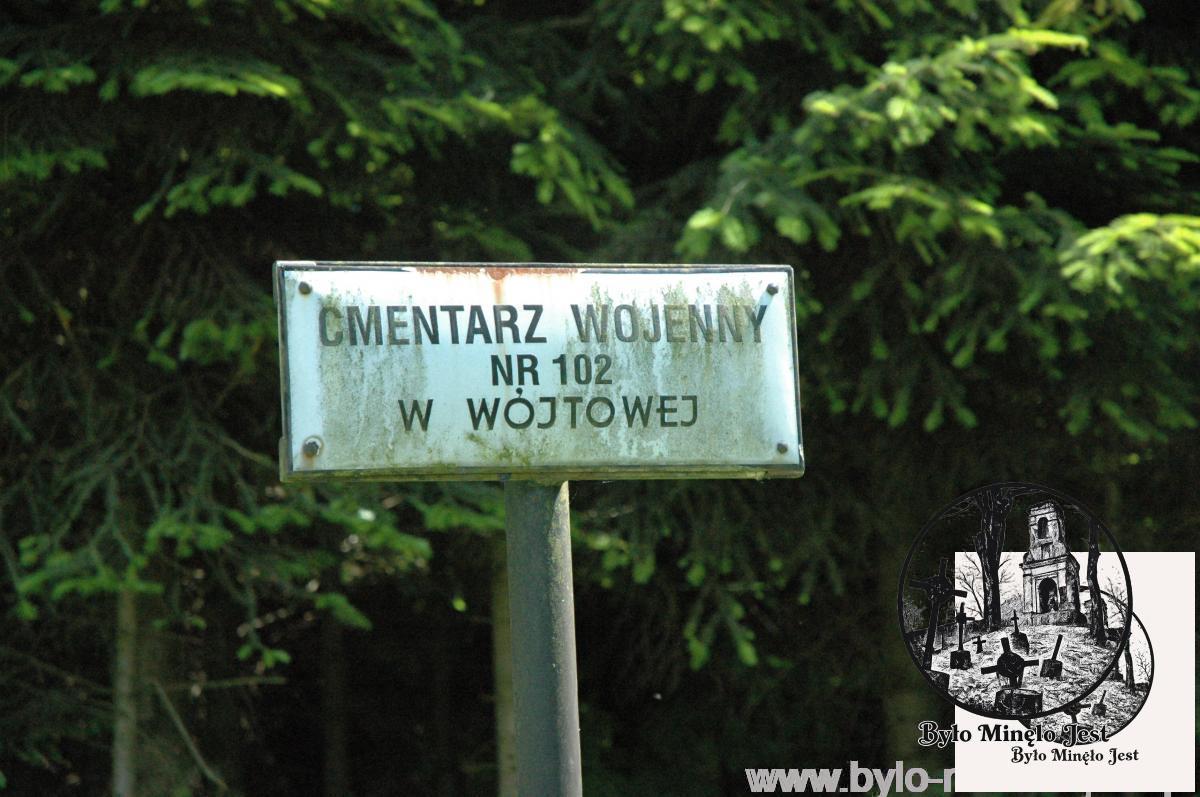 CMENTARZ WOJENNY
NR 102
W WÓJTOWEJ
Było Minęło Jest
Było Minęło Jest